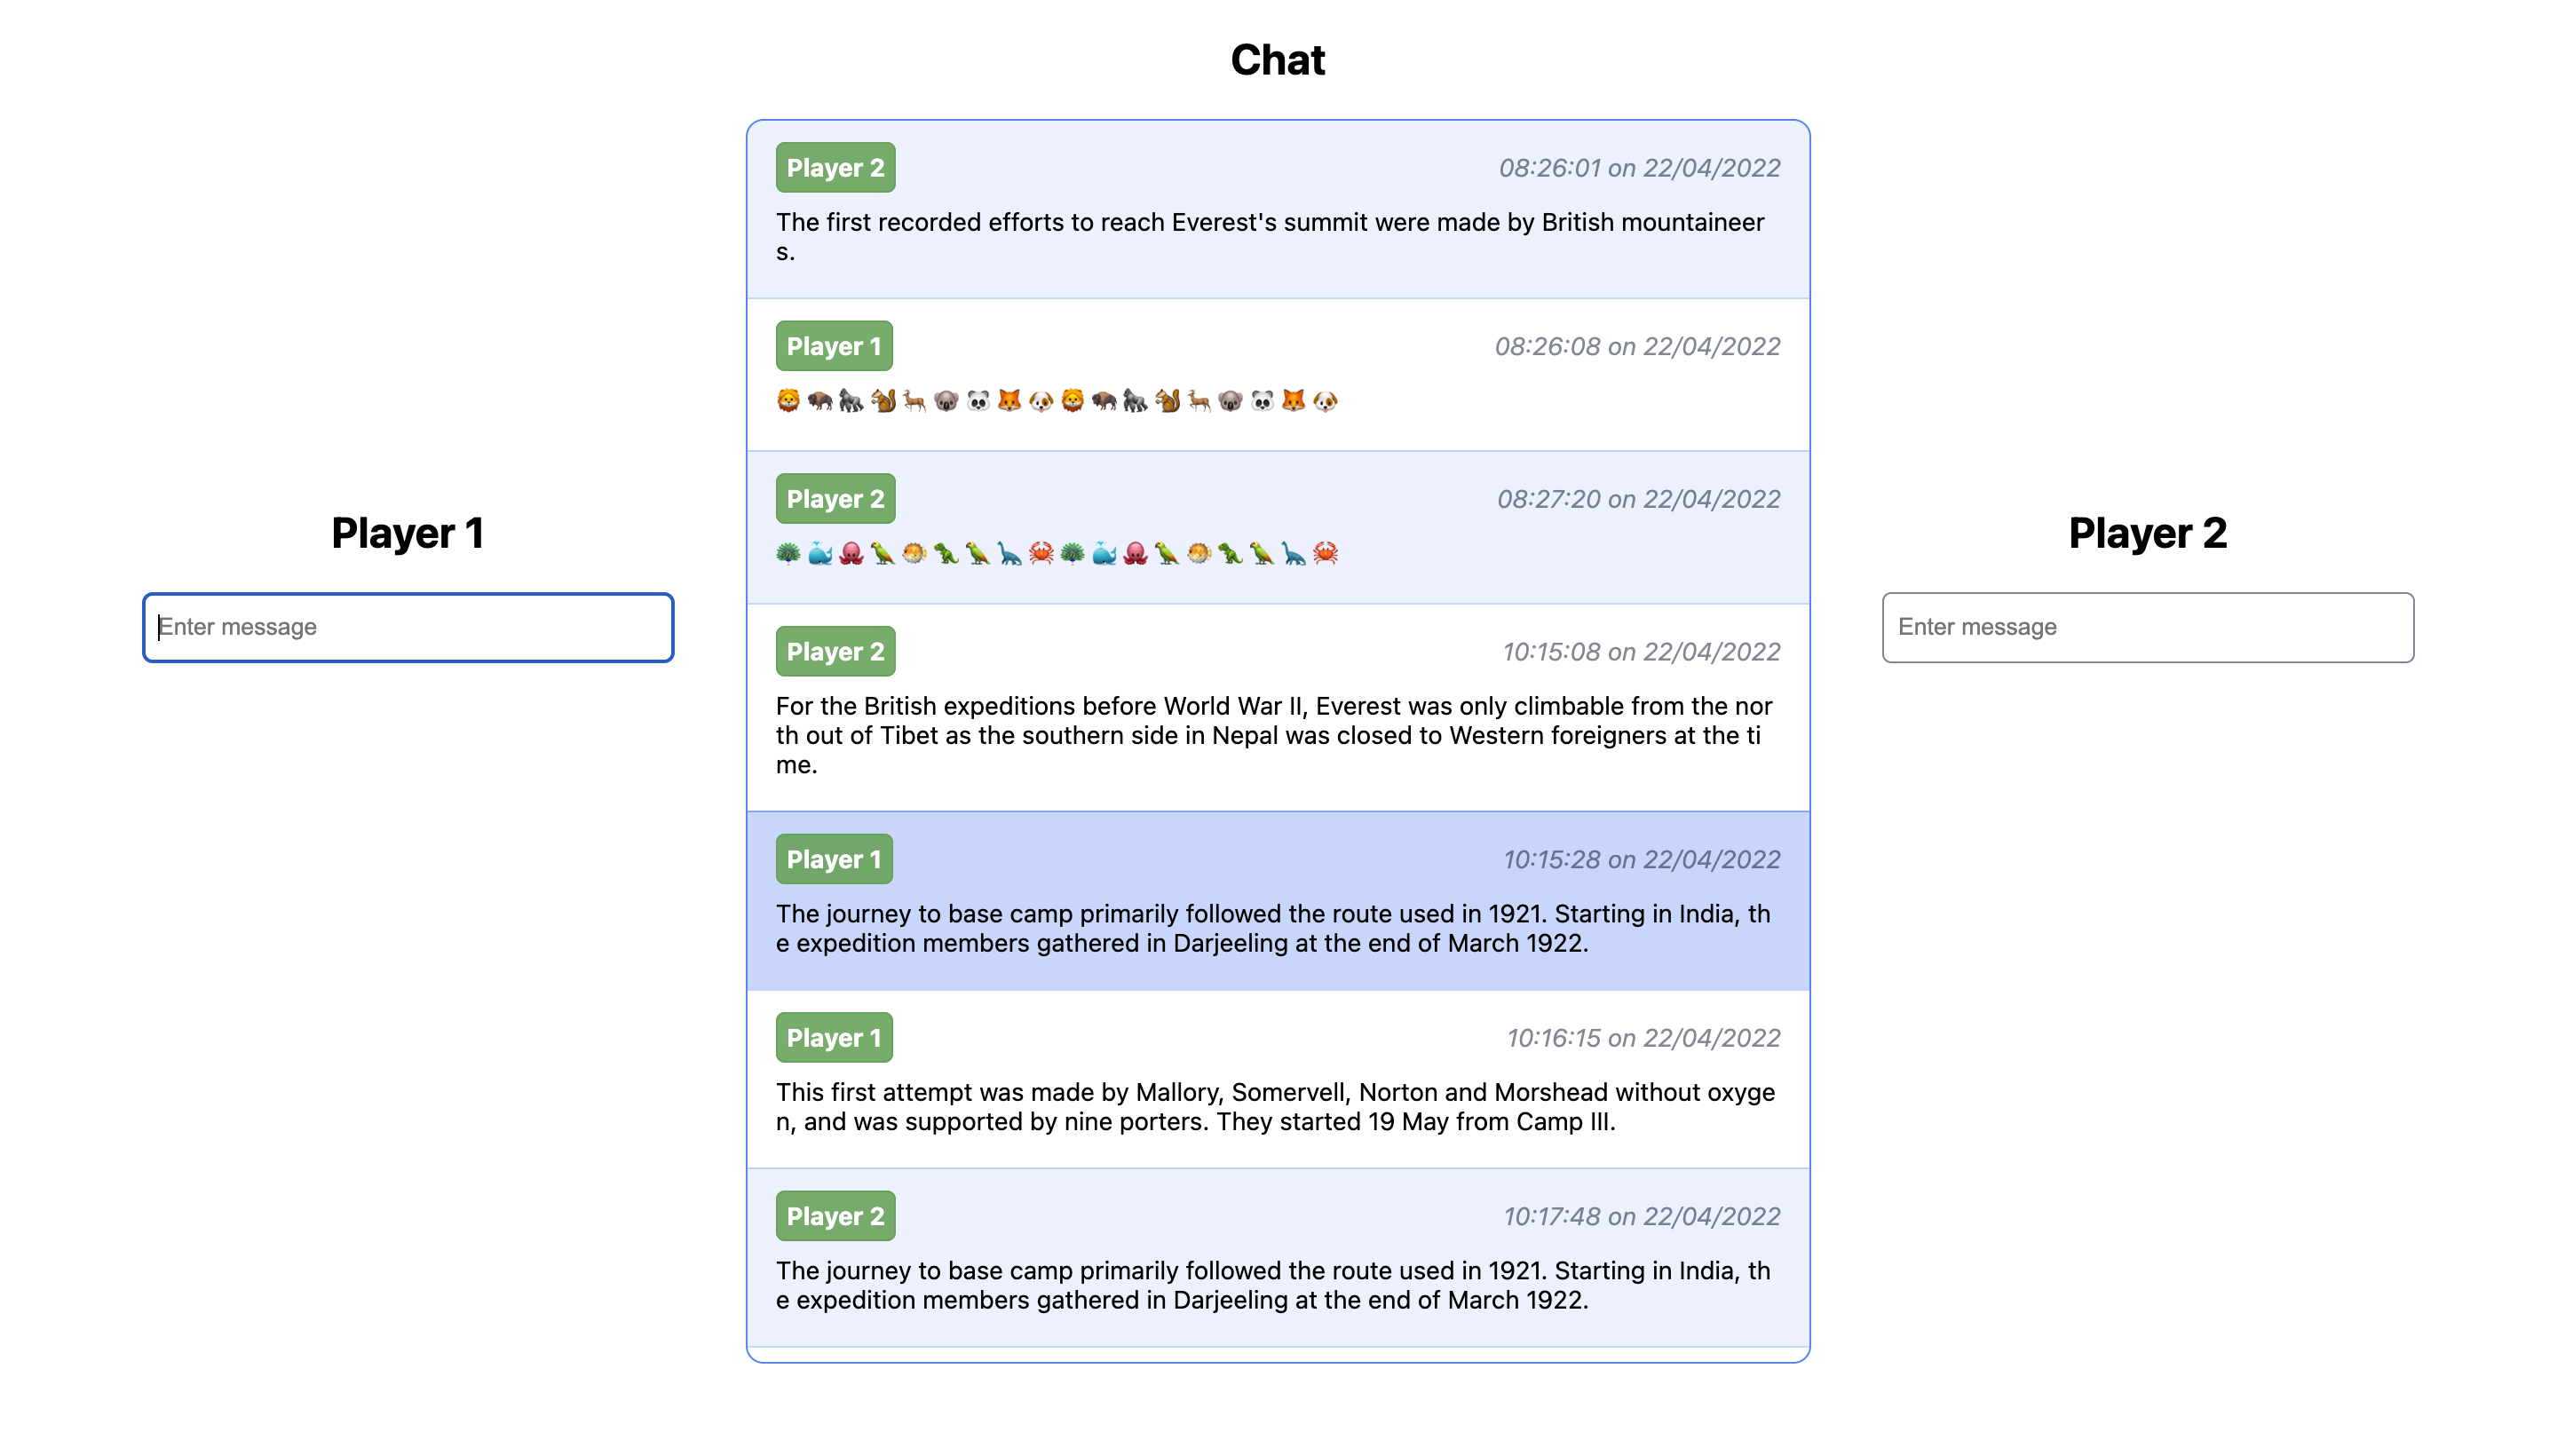 Chat
Player 2
08:26:01 on 22/04/2022
The first recorded efforts to reach Everest's summit were made by British mountaineer
s.
Player 1
08:26:08 on 22/04/2022
🦁🦬🦍🐿🦌🐨🐼🦊🐶🦁🦬🦍🐿🦌🐨🐼🦊🐶
Player 2
08:27:20 on 22/04/2022
🦚🐳🐙🦜🐡🦖🦜🦕🦀🦚🐳🐙🦜🐡🦖🦜🦕🦀
Player 2
10:15:08 on 22/04/2022
For the British expeditions before World War II, Everest was only climbable from the nor
th out of Tibet as the southern side in Nepal was closed to Western foreigners at the ti
me.
Player 1
10:15:28 on 22/04/2022
The journey to base camp primarily followed the route used in 1921. Starting in India, th
e expedition members gathered in Darjeeling at the end of March 1922.
Player 1
10:16:15 on 22/04/2022
This first attempt was made by Mallory, Somervell, Norton and Morshead without oxyge
n, and was supported by nine porters. They started 19 May from Camp III.
Player 2
10:17:48 on 22/04/2022
The journey to base camp primarily followed the route used in 1921. Starting in India, th
e expedition members gathered in Darjeeling at the end of March 1922.
Player 1
Enter message
Player 2
Enter message